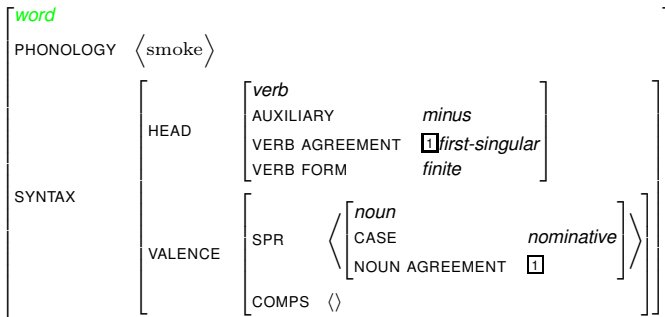 word
PHONOLOGY ⟨smoke⟩
verb
AUXILIARY minus
HEAD
VERB AGREEMENT 1 first-singular
VERB FORM finite
SYNTAX
noun
SPR ⟨ CASE nominative ⟩
VALENCE
NOUN AGREEMENT 1
COMPS ⟨⟩